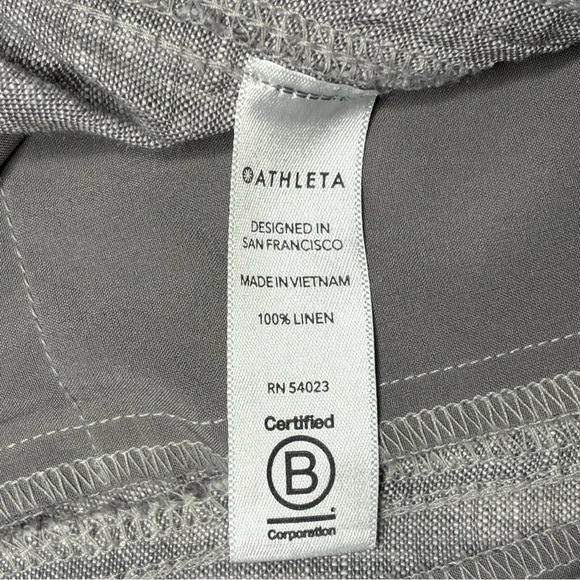 ATHLETA
DESIGNED IN
SAN FRANCISCO
MADE IN VIETNAM
100% LINEN
RN 54023
Certified
B
Corporation